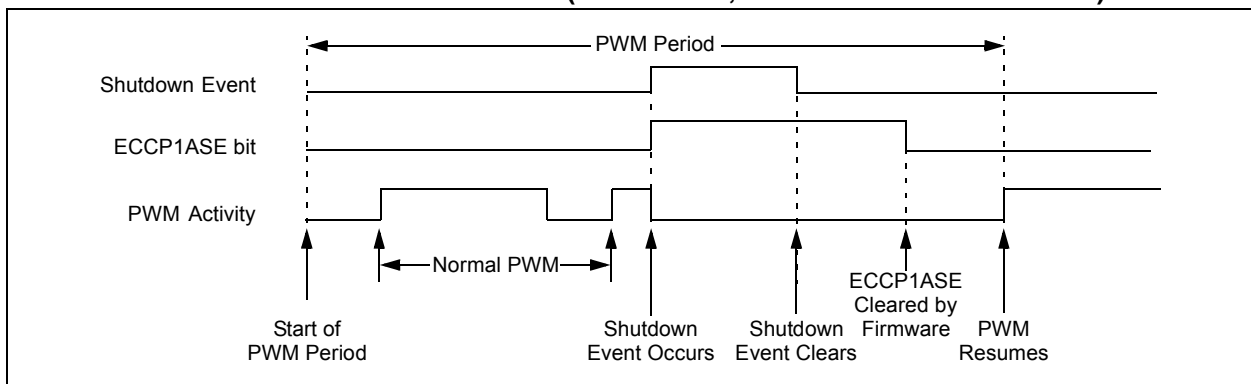 PWM Period
Shutdown Event
ECCP1ASE bit
PWM Activity
Normal PWM
Start of
PWM Period
Shutdown
Event Occurs
Shutdown
Event Clears
ECCP1ASE
Cleared by
Firmware
PWM
Resumes